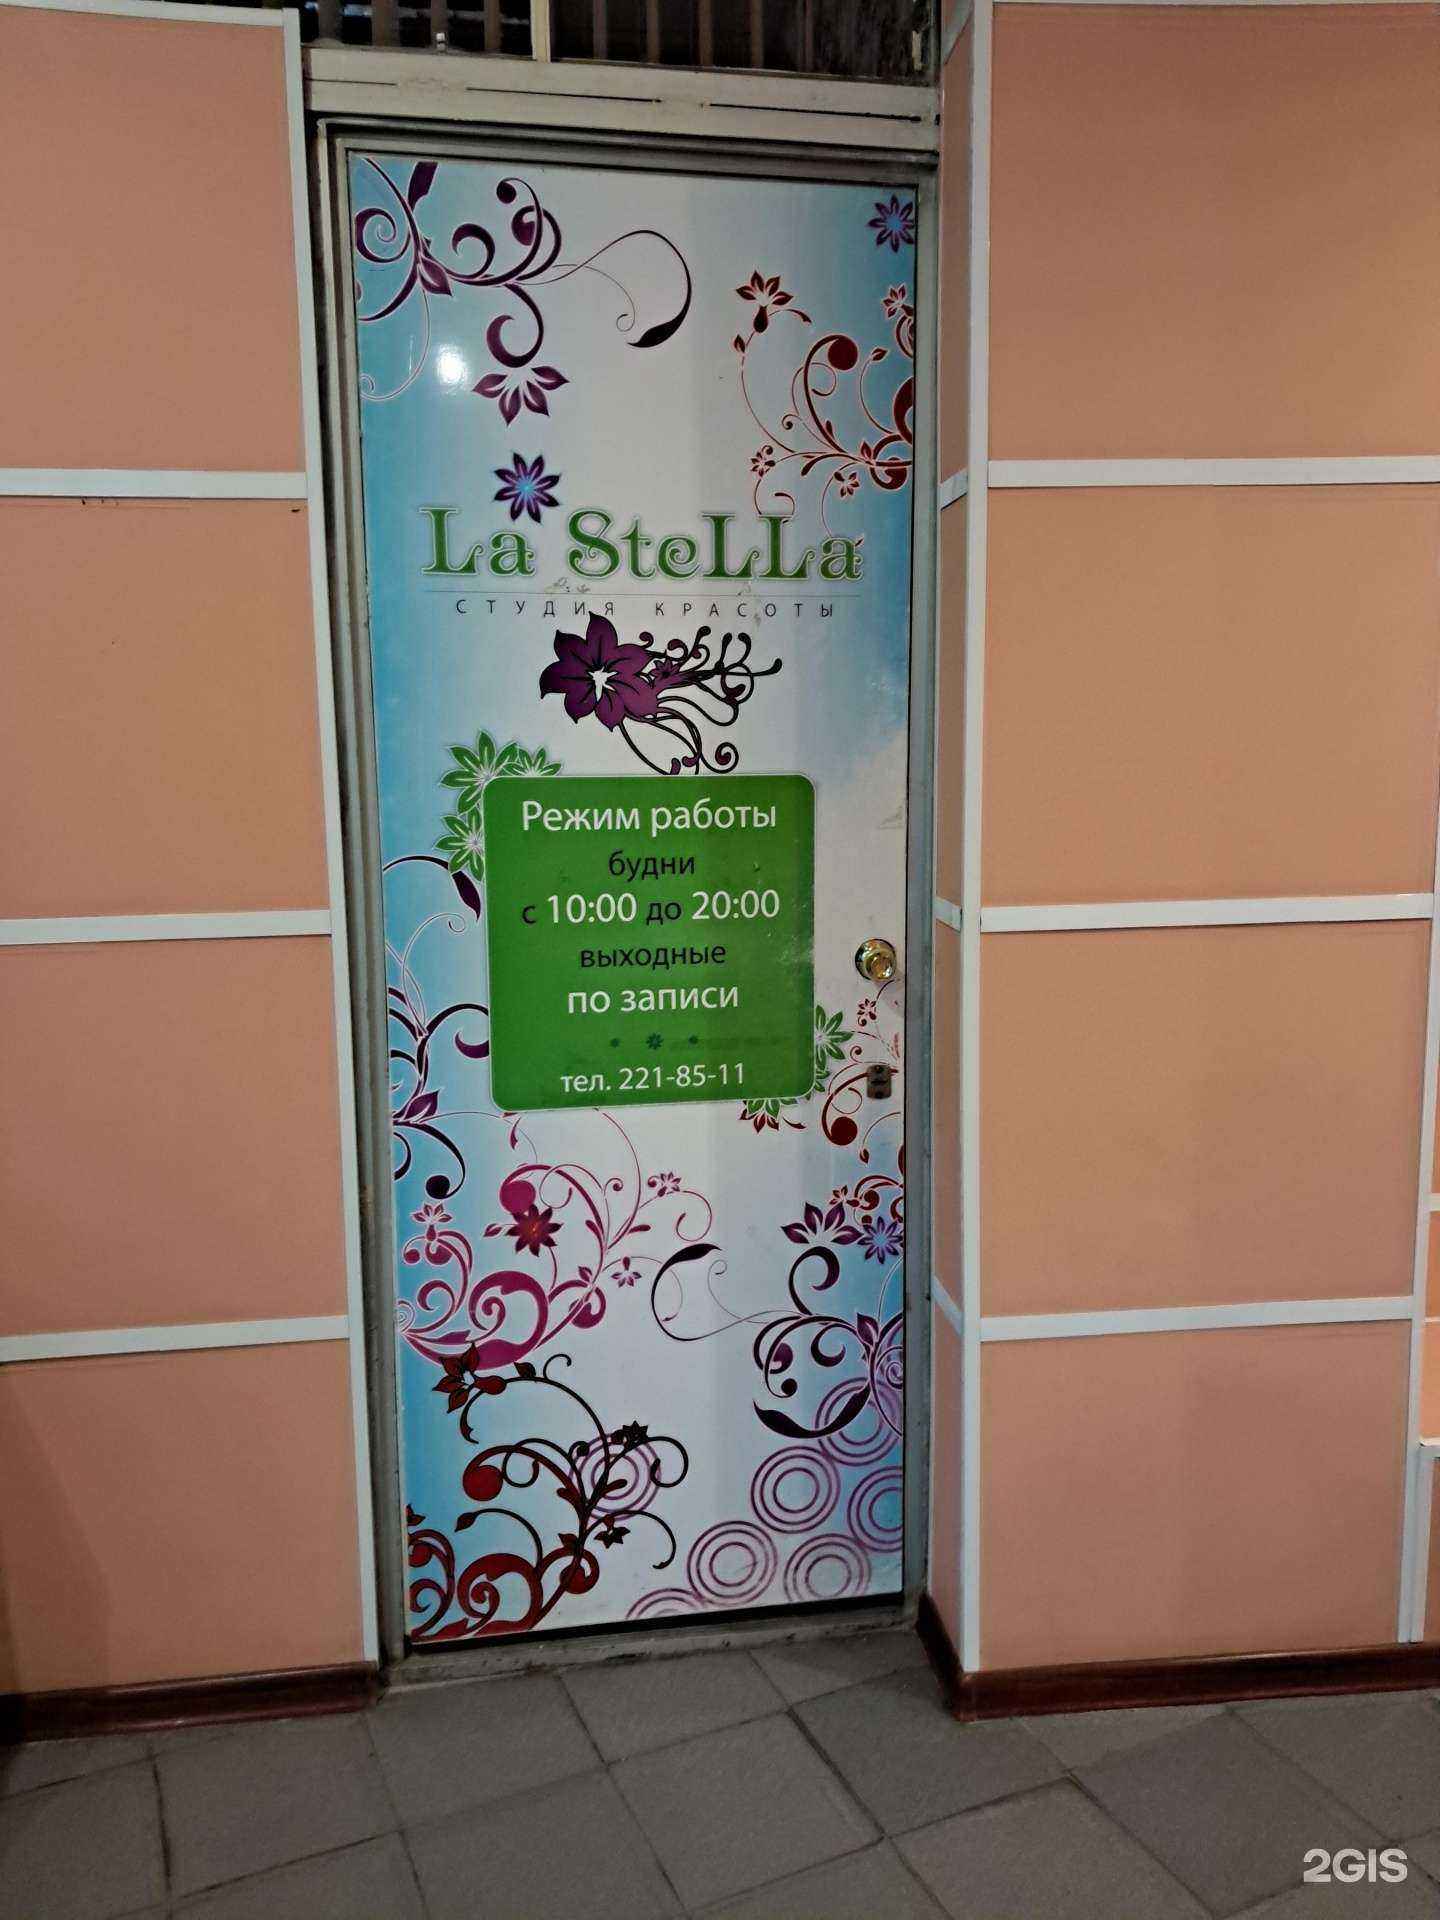 La SteLLa
СТУДИЯ КРАСОТЫ
Режим работы
будни
с 10:00 до 20:00
выходные
по записи
тел. 221-85-11
2GIS